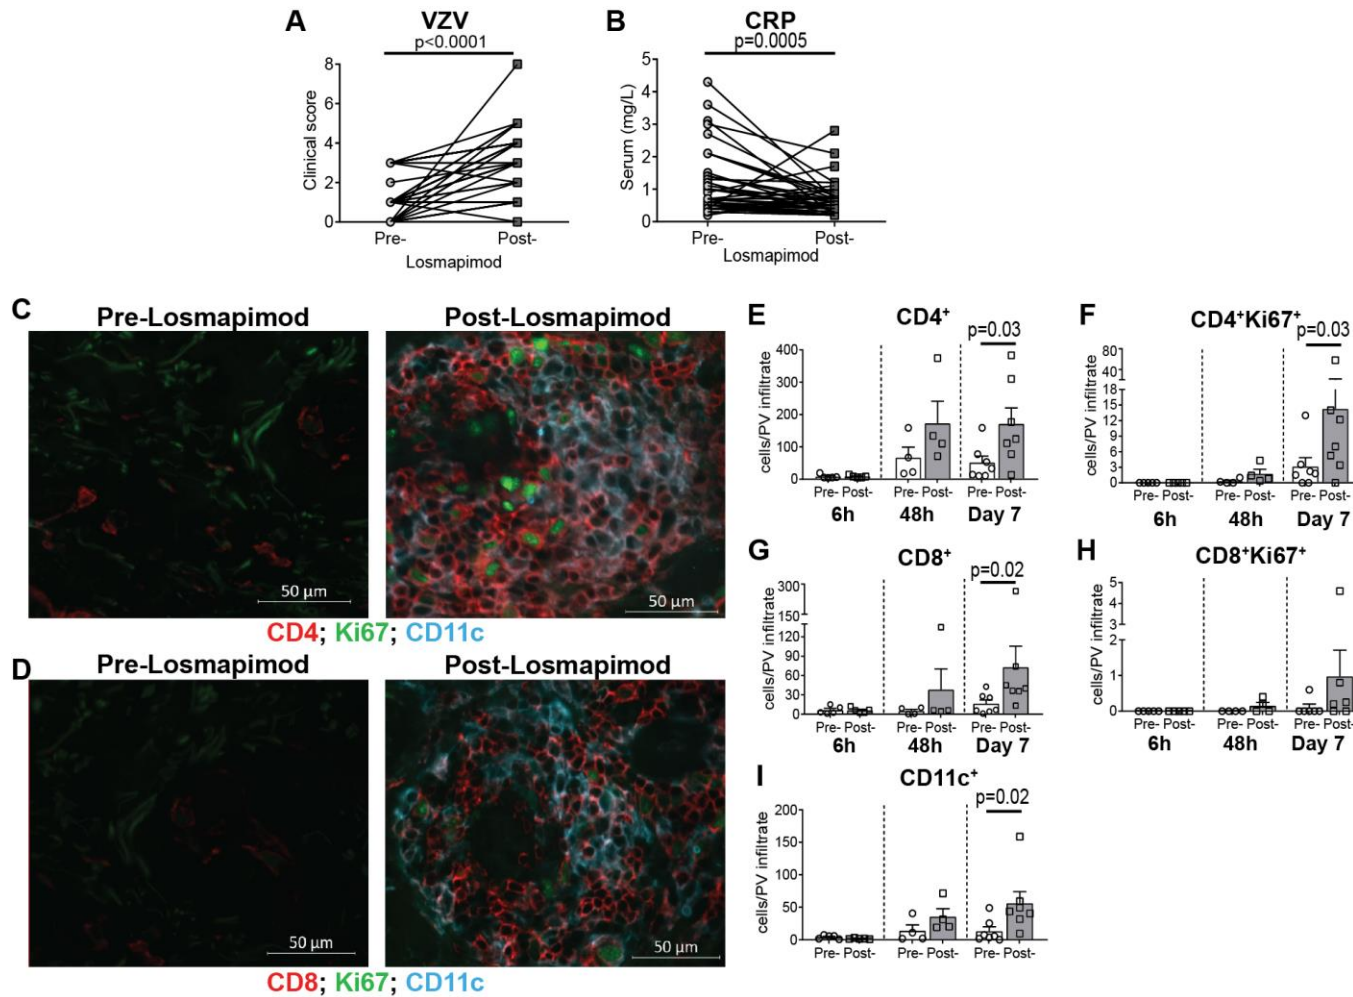 A
VZV
p<0.0001
8
6
4
2
0
Clinical score
Pre- Post-
Losmapimod
B
CRP
p=0.0005
5
4
3
2
1
0
Serum (mg/L)
Pre- Post-
Losmapimod
C
Pre-Losmapimod Post-Losmapimod
50 µm 50 µm
CD4; Ki67; CD11c
D
Pre-Losmapimod Post-Losmapimod
50 µm 50 µm
CD8; Ki67; CD11c
E
CD4⁺
p=0.03
400
300
200
100
0
cells/PV infiltrate
Pre- Post- Pre- Post- Pre- Post-
6h 48h Day 7
F
CD4⁺Ki67⁺
p=0.03
80
40
15
12
9
6
3
0
cells/PV infiltrate
Pre- Post- Pre- Post- Pre- Post-
6h 48h Day 7
G
CD8⁺
p=0.02
300
150
120
90
60
30
0
cells/PV infiltrate
Pre- Post- Pre- Post- Pre- Post-
6h 48h Day 7
H
CD8⁺Ki67⁺
5
4
2
1
0
cells/PV infiltrate
Pre- Post- Pre- Post- Pre- Post-
6h 48h Day 7
I
CD11c⁺
p=0.02
200
150
100
50
0
cells/PV infiltrate
Pre- Post- Pre- Post- Pre- Post-
6h 48h Day 7